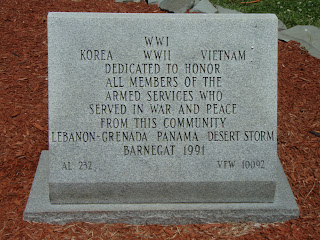 WWI
KOREA WWII VIETNAM
DEDICATED TO HONOR
ALL MEMBERS OF THE
ARMED SERVICES WHO
SERVED IN WAR AND PEACE
FROM THIS COMMUNITY
LEBANON-GRENADA PANAMA DESERT STORM
BARNEGAT 1991
AL 232 VFW 10092